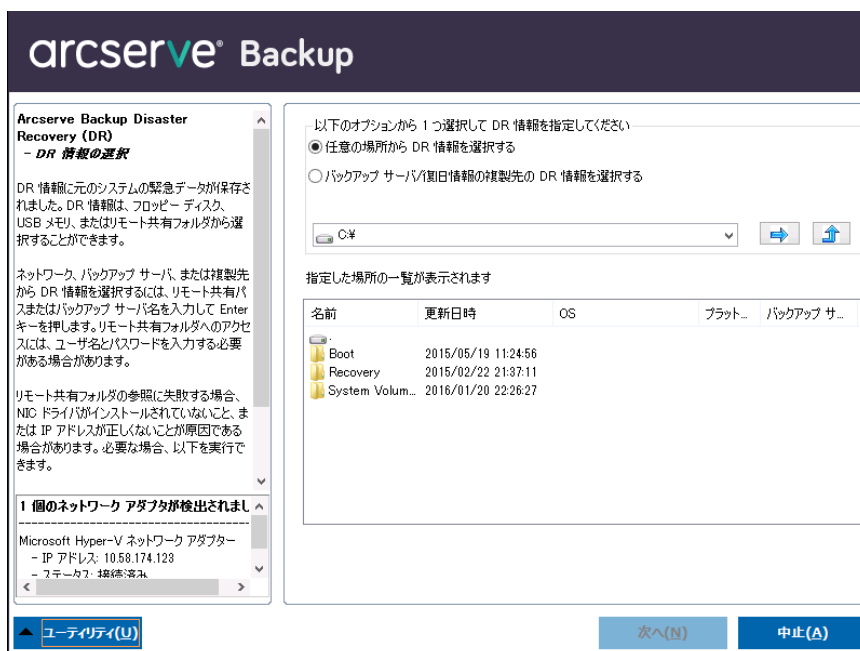 arcserve® Backup
Arcserve Backup Disaster
Recovery (DR)
- DR 情報の選択
DR 情報に元のシステムの緊急データが保存さ
れました。DR 情報は、フロッピー ディスク、
USB メモリ、またはリモート共有フォルダから選
択することができます。
ネットワーク、バックアップ サーバ、または複製先
から DR 情報を選択するには、リモート共有パ
スまたはバックアップ サーバ名を入力して Enter
キーを押します。リモート共有フォルダへのアクセ
スには、ユーザ名とパスワードを入力する必要
がある場合があります。
リモート共有フォルダの参照に失敗する場合、
NIC ドライバがインストールされていないこと、ま
たは IP アドレスが正しくないことが原因である
場合があります。必要な場合、以下を実行で
きます。
1 個のネットワーク アダプタが検出されまし
----------------------------------------
Microsoft Hyper-V ネットワーク アダプター
- IP アドレス: 10.58.174.123
- ステータス: 接続済み
以下のオプションから 1 つ選択して DR 情報を指定してください
任意の場所から DR 情報を選択する
バックアップ サーバ/復旧情報の複製先の DR 情報を選択する
C:¥
指定した場所の一覧が表示されます
名前 更新日時 OS プラット... バックアップ サ...
.
Boot 2015/05/19 11:24:56
Recovery 2015/02/22 21:37:11
System Volum... 2016/01/20 22:26:27
ユーティリティ(U) 次へ(N) 中止(A)